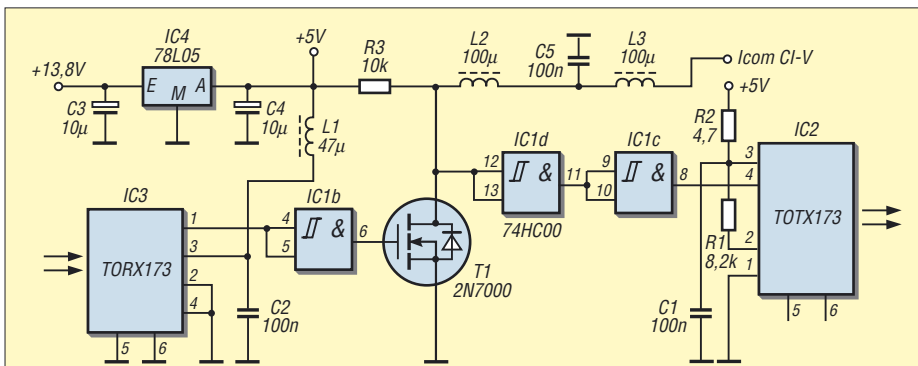 IC4
78L05
+13,8V
E
M
A
C3
10µ
C4
10µ
+5V
L1
47µ
R3
10k
L2
100µ
C5
100n
L3
100µ
Icom CI-V
+5V
R2
4,7
IC2
TOTX173
3
4
2
1
5
6
R1
8,2k
C1
100n
IC1d
12
13
&
11
74HC00
IC1c
9
10
&
8
IC3
TORX173
1
3
2
4
5
6
C2
100n
IC1b
4
5
&
6
T1
2N7000